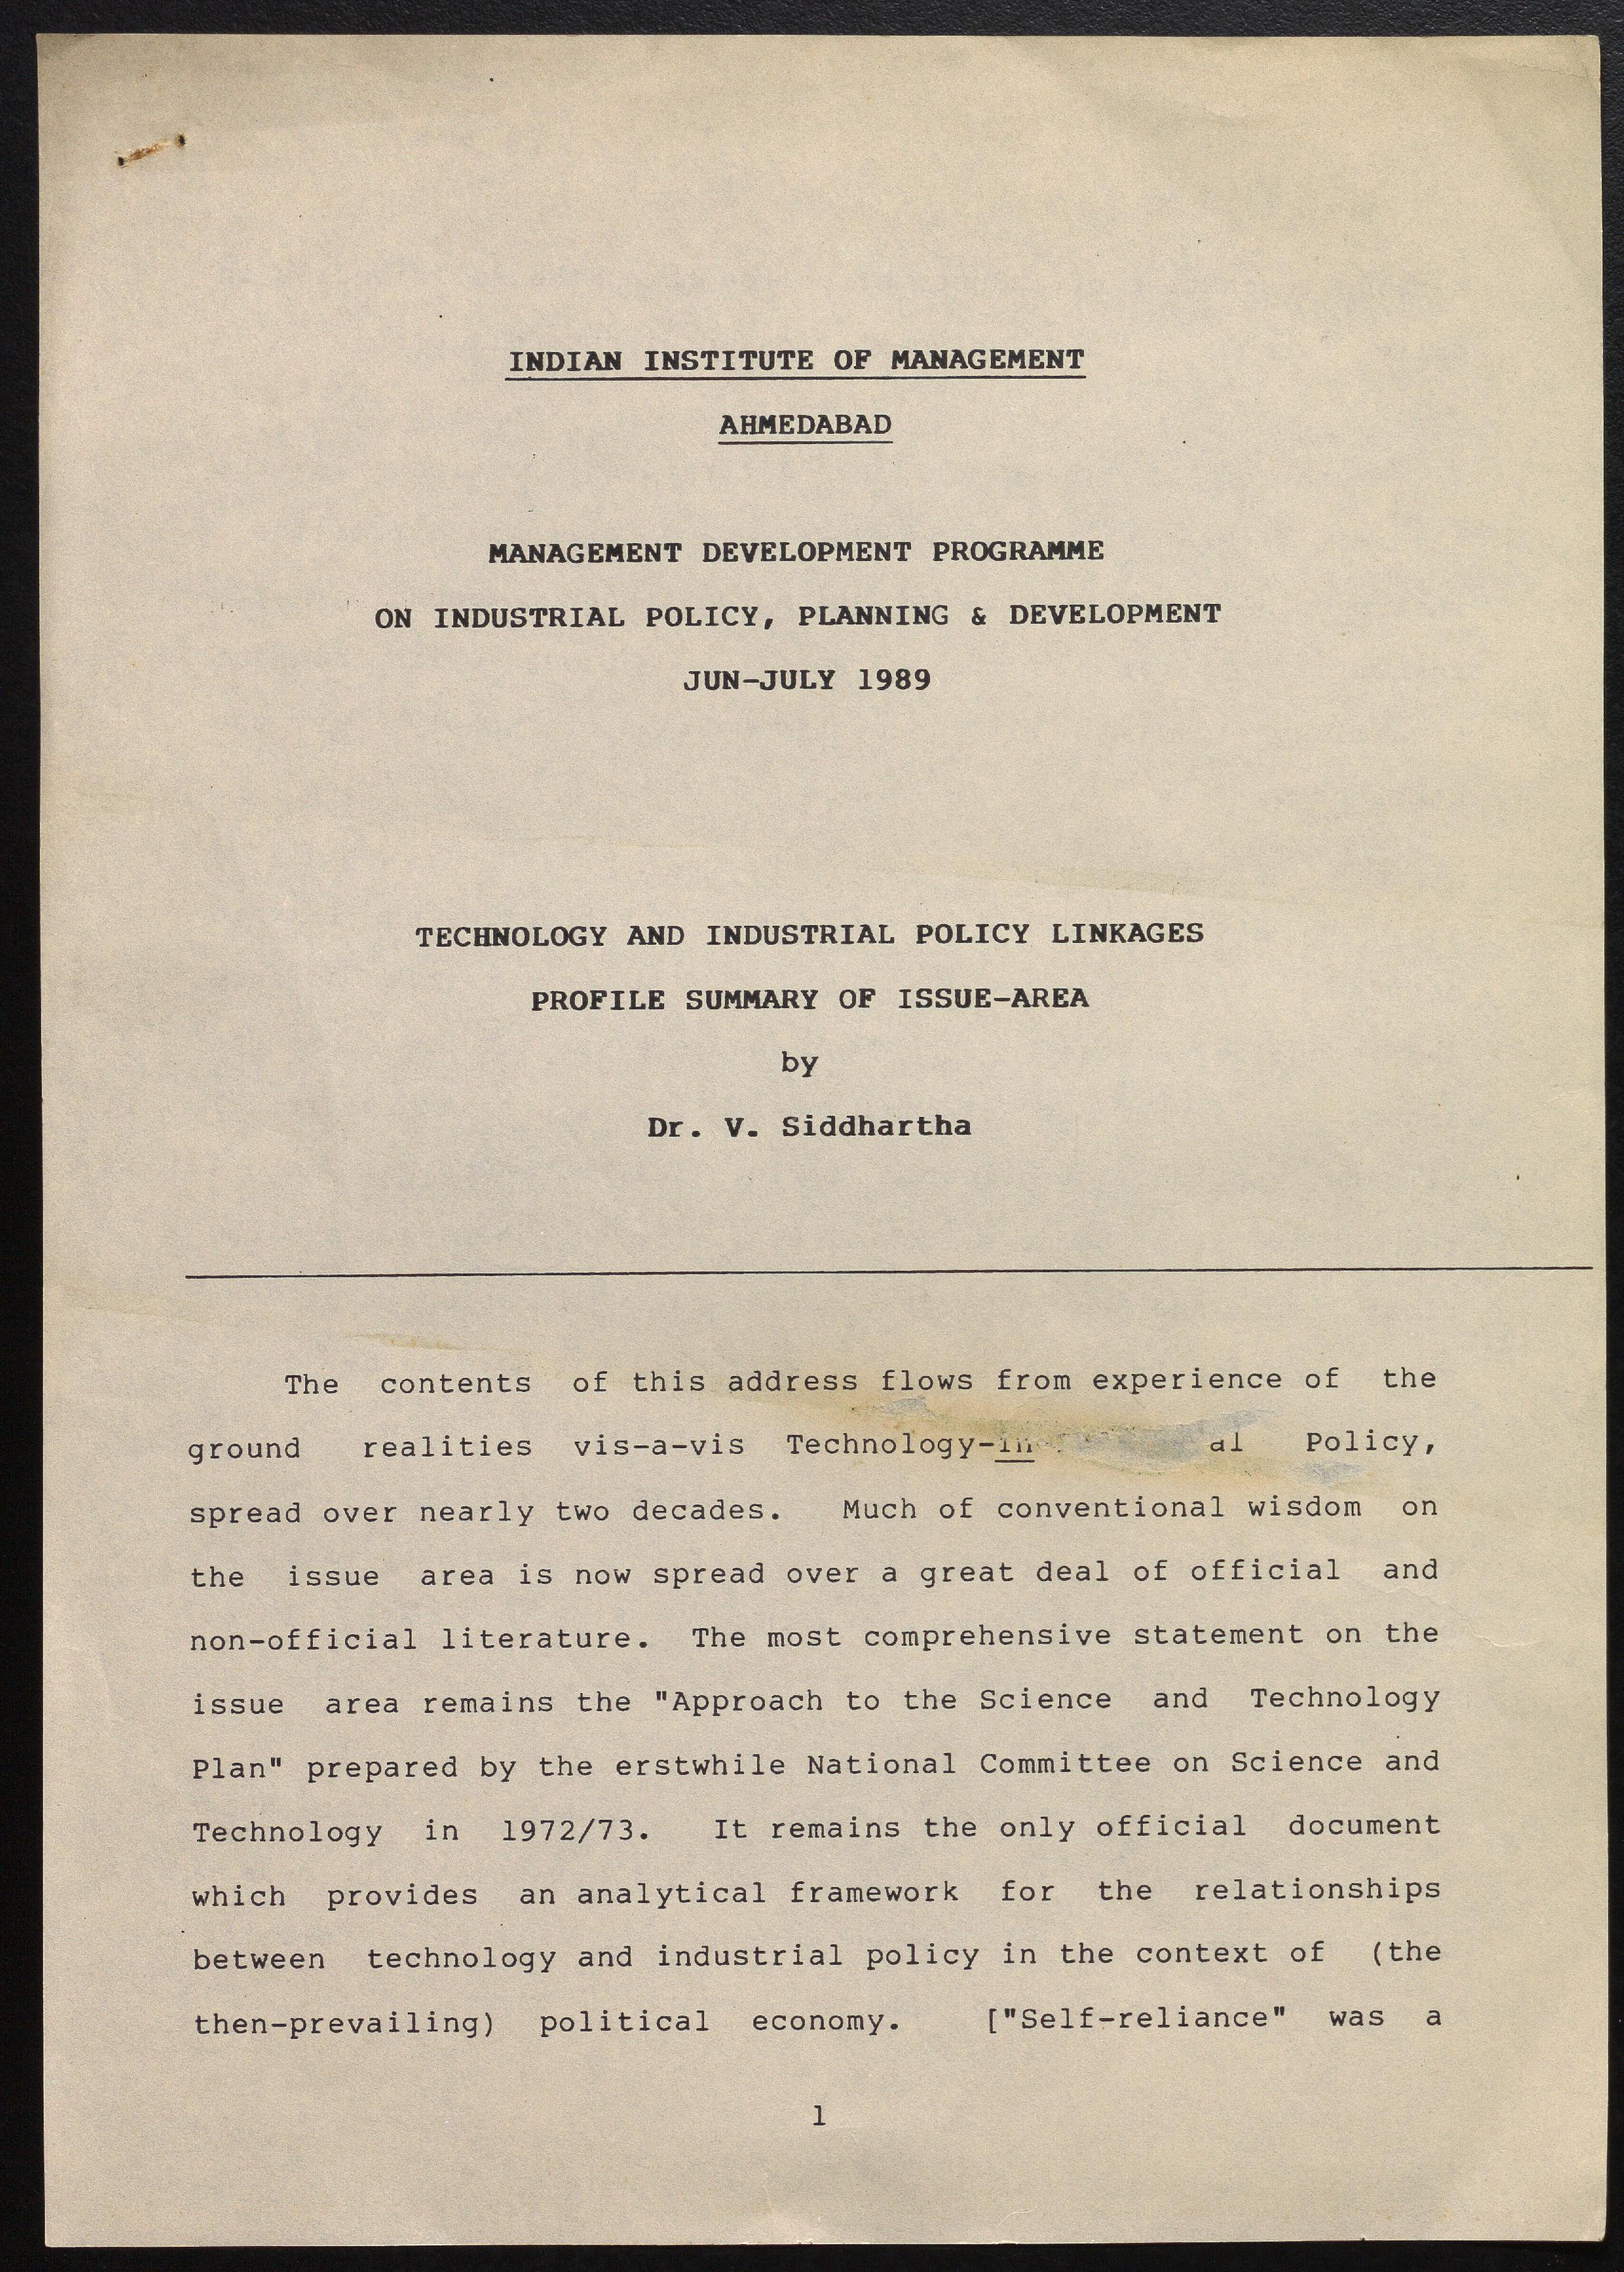 INDIAN INSTITUTE OF MANAGEMENT
AHMEDABAD
MANAGEMENT DEVELOPMENT PROGRAMME
ON INDUSTRIAL POLICY, PLANNING & DEVELOPMENT
JUN-JULY 1989
TECHNOLOGY AND INDUSTRIAL POLICY LINKAGES
PROFILE SUMMARY OF ISSUE-AREA
by
Dr. V. Siddhartha
The contents of this address flows from experience of the
ground realities vis-a-vis Policy,
spread over nearly two decades. Much of conventional wisdom on
the issue area is now spread over a great deal of official and
non-official literature. The most comprehensive statement on the
issue area remains the "Approach to the Science and Technology
Plan" prepared by the erstwhile National Committee on Science and
Technology in 1972/73. It remains the only official document
which provides an analytical framework for the relationships
between technology and industrial policy in the context of (the
then-prevailing) political economy. ["Self-reliance" was a
1